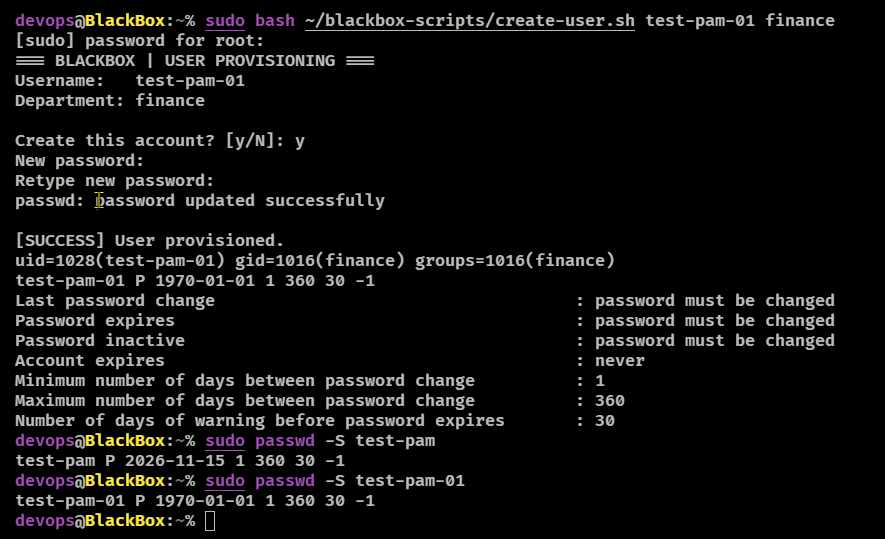 devops@BlackBox:~% sudo bash ~/blackbox-scripts/create-user.sh test-pam-01 finance
[sudo] password for root:
=== BLACKBOX | USER PROVISIONING ===
Username:   test-pam-01
Department: finance

Create this account? [y/N]: y
New password:
Retype new password:
passwd: password updated successfully

[SUCCESS] User provisioned.
uid=1028(test-pam-01) gid=1016(finance) groups=1016(finance)
test-pam-01 P 1970-01-01 1 360 30 -1
Last password change                                    : password must be changed
Password expires                                        : password must be changed
Password inactive                                       : password must be changed
Account expires                                         : never
Minimum number of days between password change          : 1
Maximum number of days between password change          : 360
Number of days of warning before password expires       : 30
devops@BlackBox:~% sudo passwd -S test-pam
test-pam P 2026-11-15 1 360 30 -1
devops@BlackBox:~% sudo passwd -S test-pam-01
test-pam-01 P 1970-01-01 1 360 30 -1
devops@BlackBox:~%